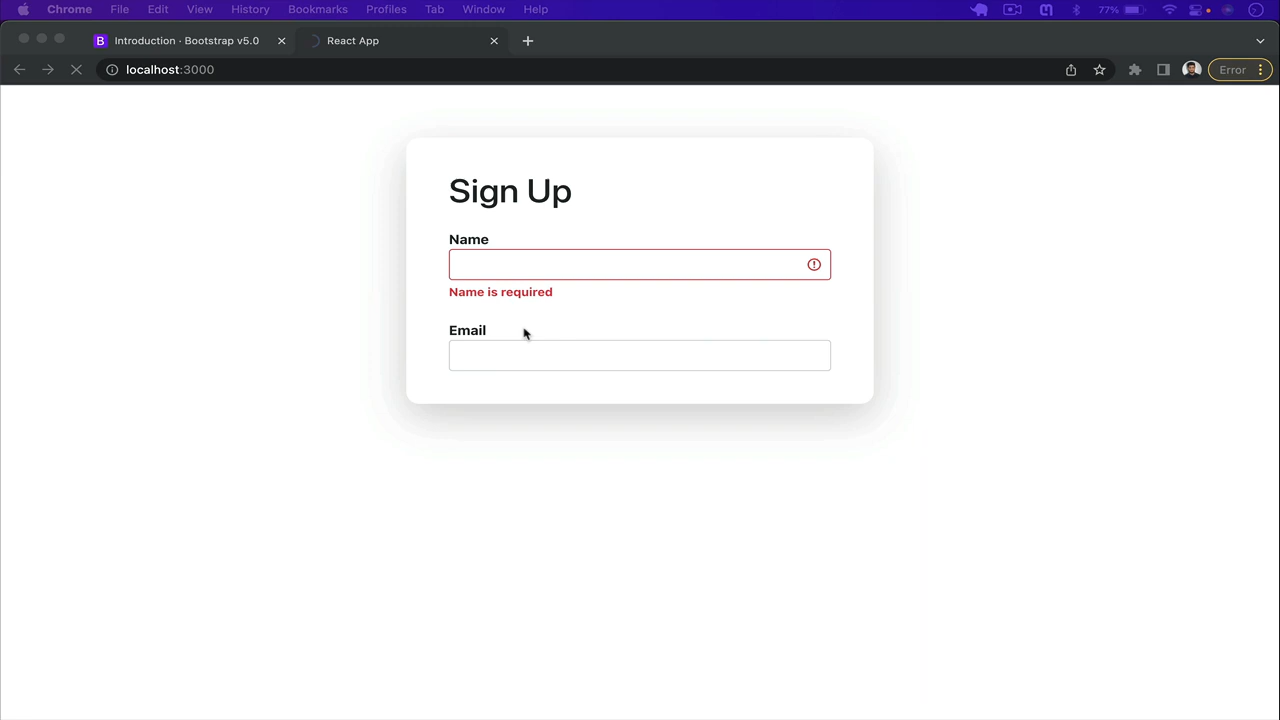 Chrome File Edit View History Bookmarks Profiles Tab Window Help 77%
B Introduction · Bootstrap v5.0 React App
localhost:3000 Error
Sign Up
Name
Name is required
Email